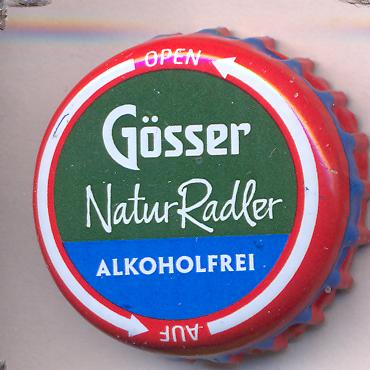 OPEN
Gösser
NaturRadler
ALKOHOLFREI
AUF